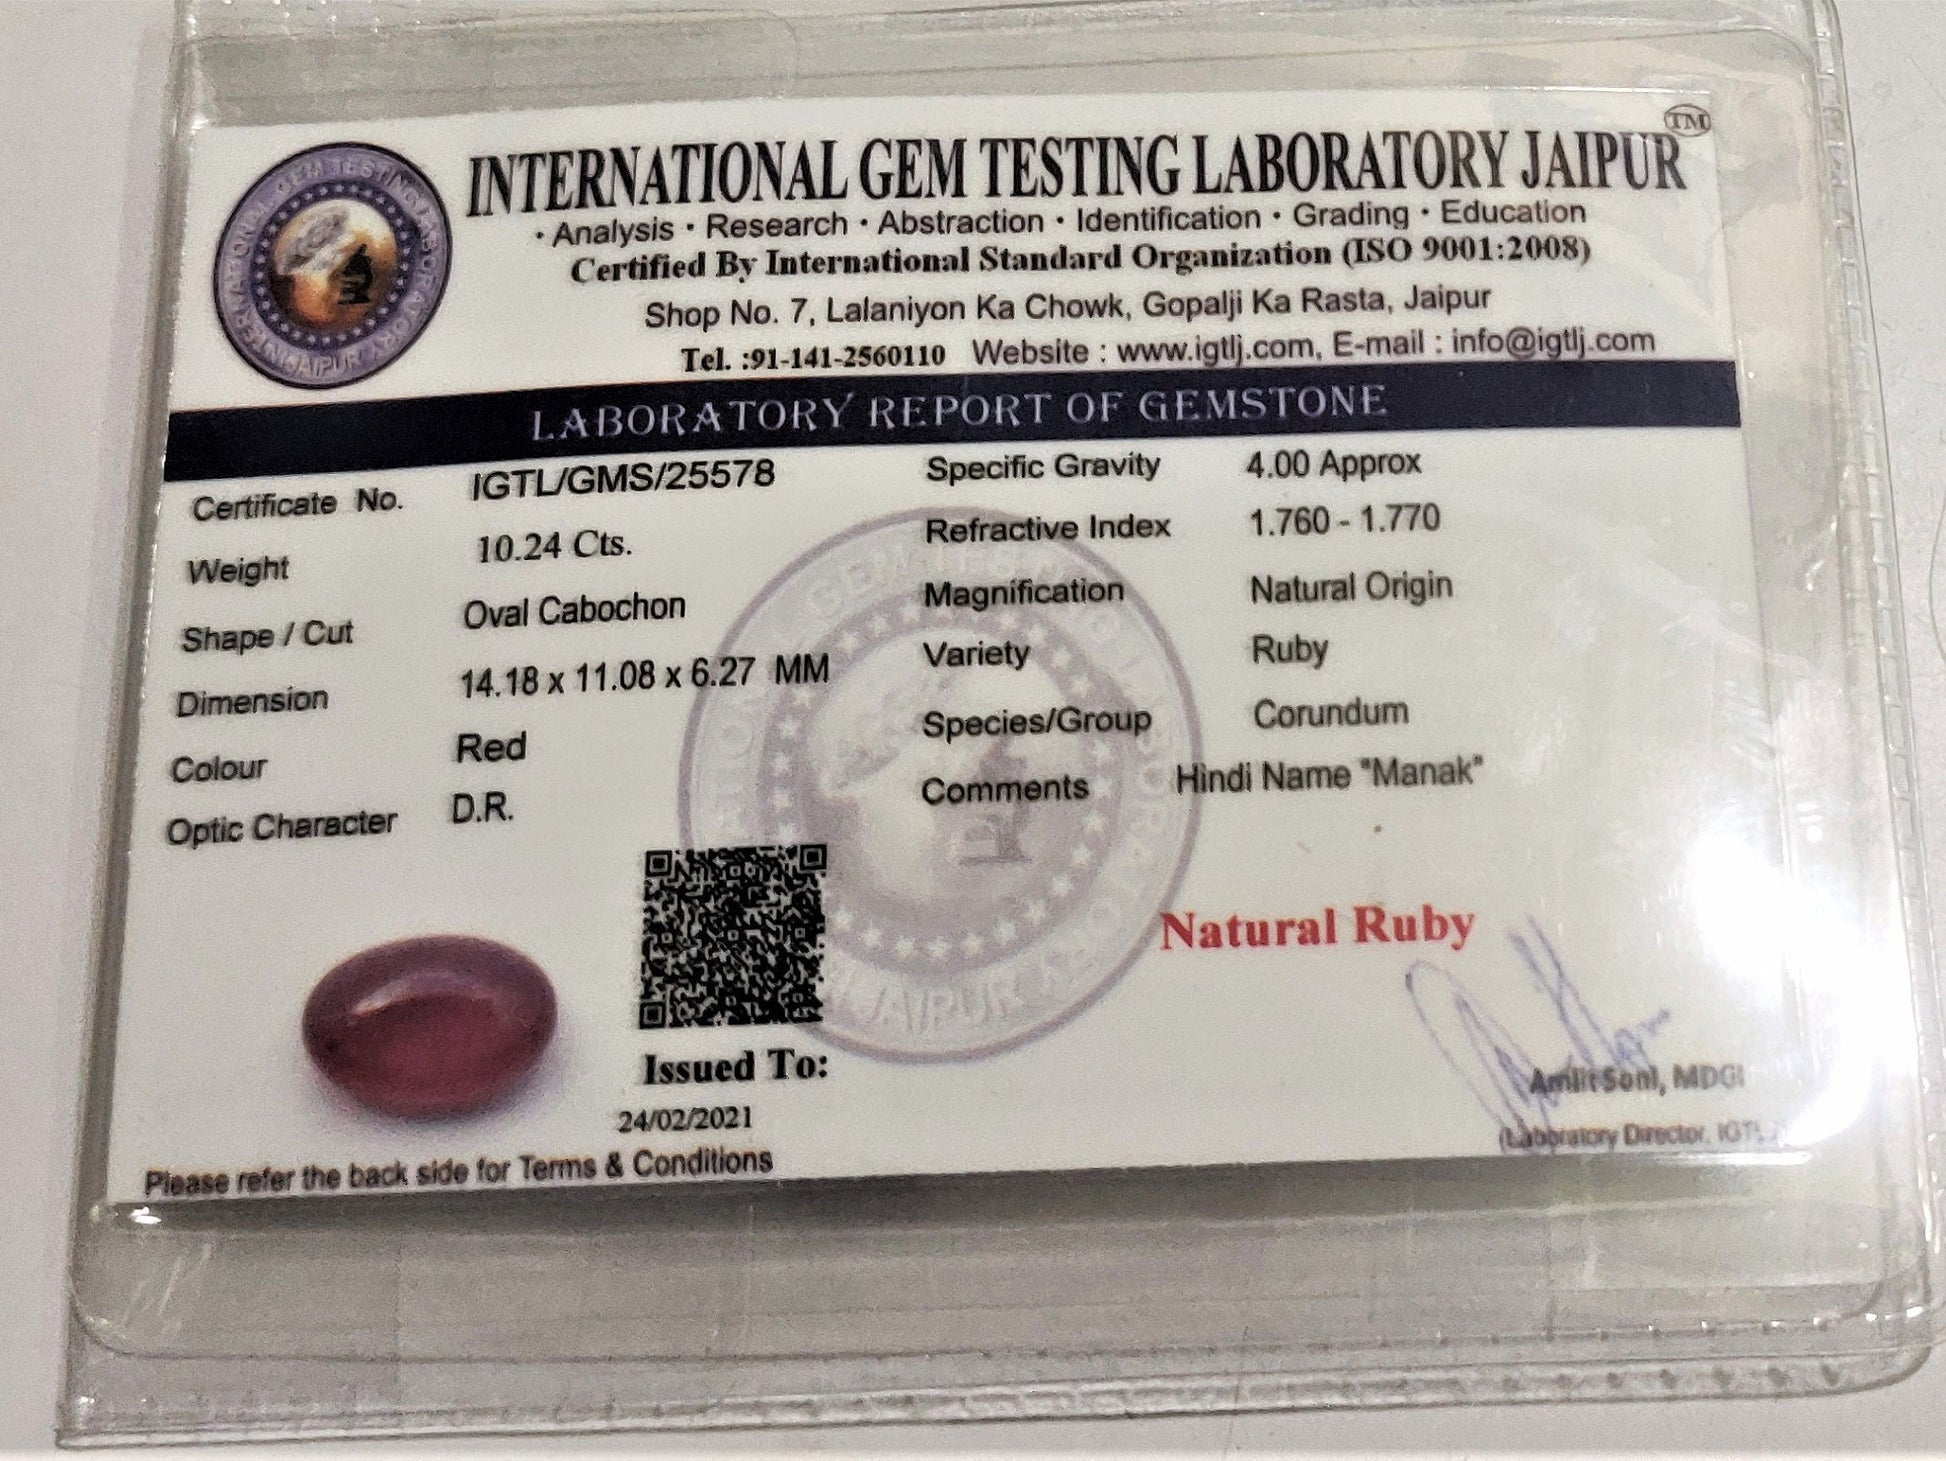 INTERNATIONAL GEM TESTING LABORATORY JAIPUR TM
· Analysis · Research · Abstraction · Identification · Grading · Education
Certified By International Standard Organization (ISO 9001:2008)
Shop No. 7, Lalaniyon Ka Chowk, Gopalji Ka Rasta, Jaipur
Tel. :91-141-2560110 Website : www.igtlj.com, E-mail : info@igtlj.com
LABORATORY REPORT OF GEMSTONE
Certificate No. IGTL/GMS/25578
Weight 10.24 Cts.
Shape / Cut Oval Cabochon
Dimension 14.18 x 11.08 x 6.27 MM
Colour Red
Optic Character D.R.
Specific Gravity 4.00 Approx
Refractive Index 1.760 - 1.770
Magnification Natural Origin
Variety Ruby
Species/Group Corundum
Comments Hindi Name "Manak"
Natural Ruby
Issued To:
24/02/2021
Please refer the back side for Terms & Conditions
Soni,
(Laboratory Director,